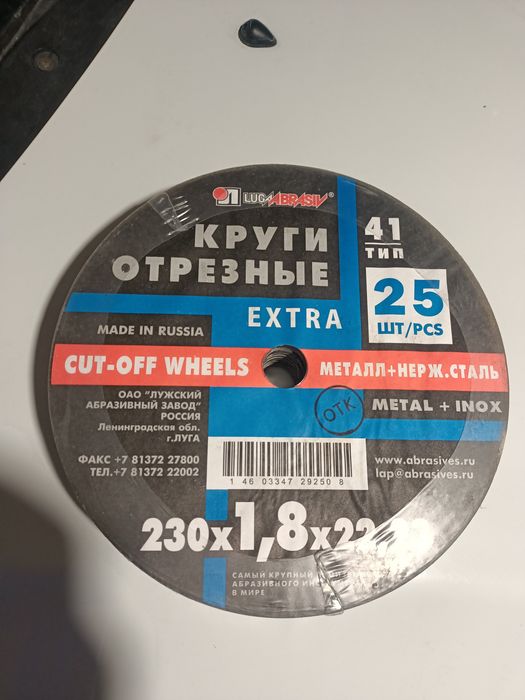 Л LUGAABRASIV®
КРУГИ
ОТРЕЗНЫЕ
41
ТИП
25
ШТ/PCS
EXTRA
MADE IN RUSSIA
CUT-OFF WHEELS
МЕТАЛЛ+НЕРЖ.СТАЛЬ
METAL + INOX
ОТК
ОАО "ЛУЖСКИЙ
АБРАЗИВНЫЙ ЗАВОД"
РОССИЯ
Ленинградская обл.
г.ЛУГА
ФАКС +7 81372 27800
ТЕЛ.+7 81372 22002
1 46 03347 29250 8
www.abrasives.ru
lap@abrasives.ru
230x1,8x22,
САМЫЙ КРУПНЫЙ
АБРАЗИВНОГО
В МИРЕ